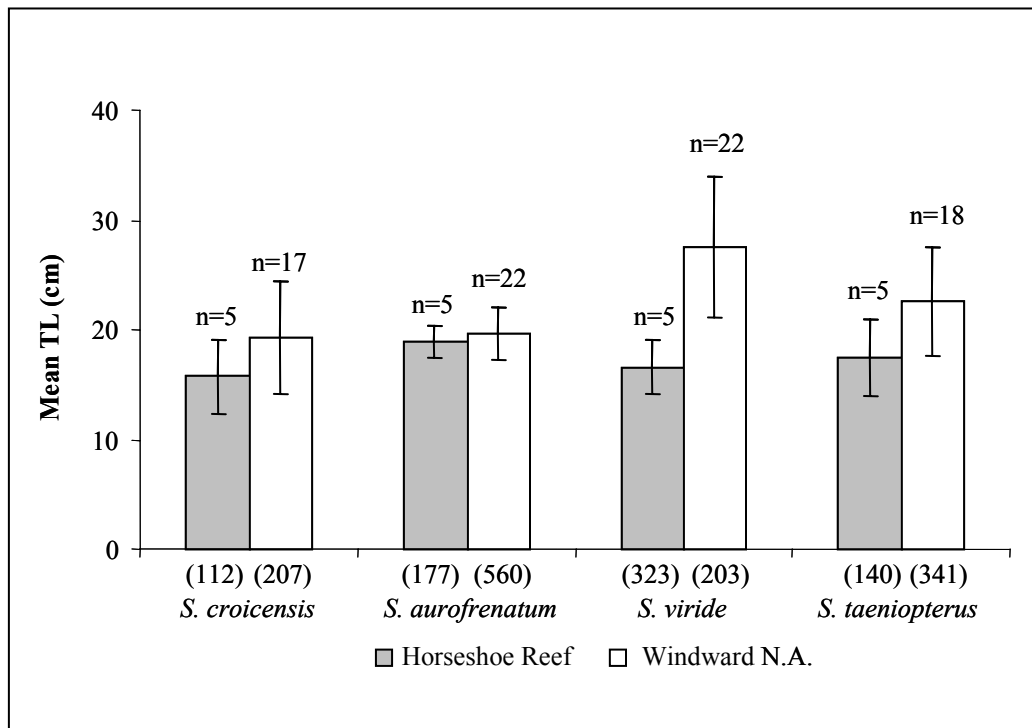 40
n=22
30
n=18
n=17
n=5 n=22 n=5
n=5 n=5
20
Mean TL (cm)
10
0
(112) (207) (177) (560) (323) (203) (140) (341)
S. croicensis S. aurofrenatum S. viride S. taeniopterus
Horseshoe Reef Windward N.A.